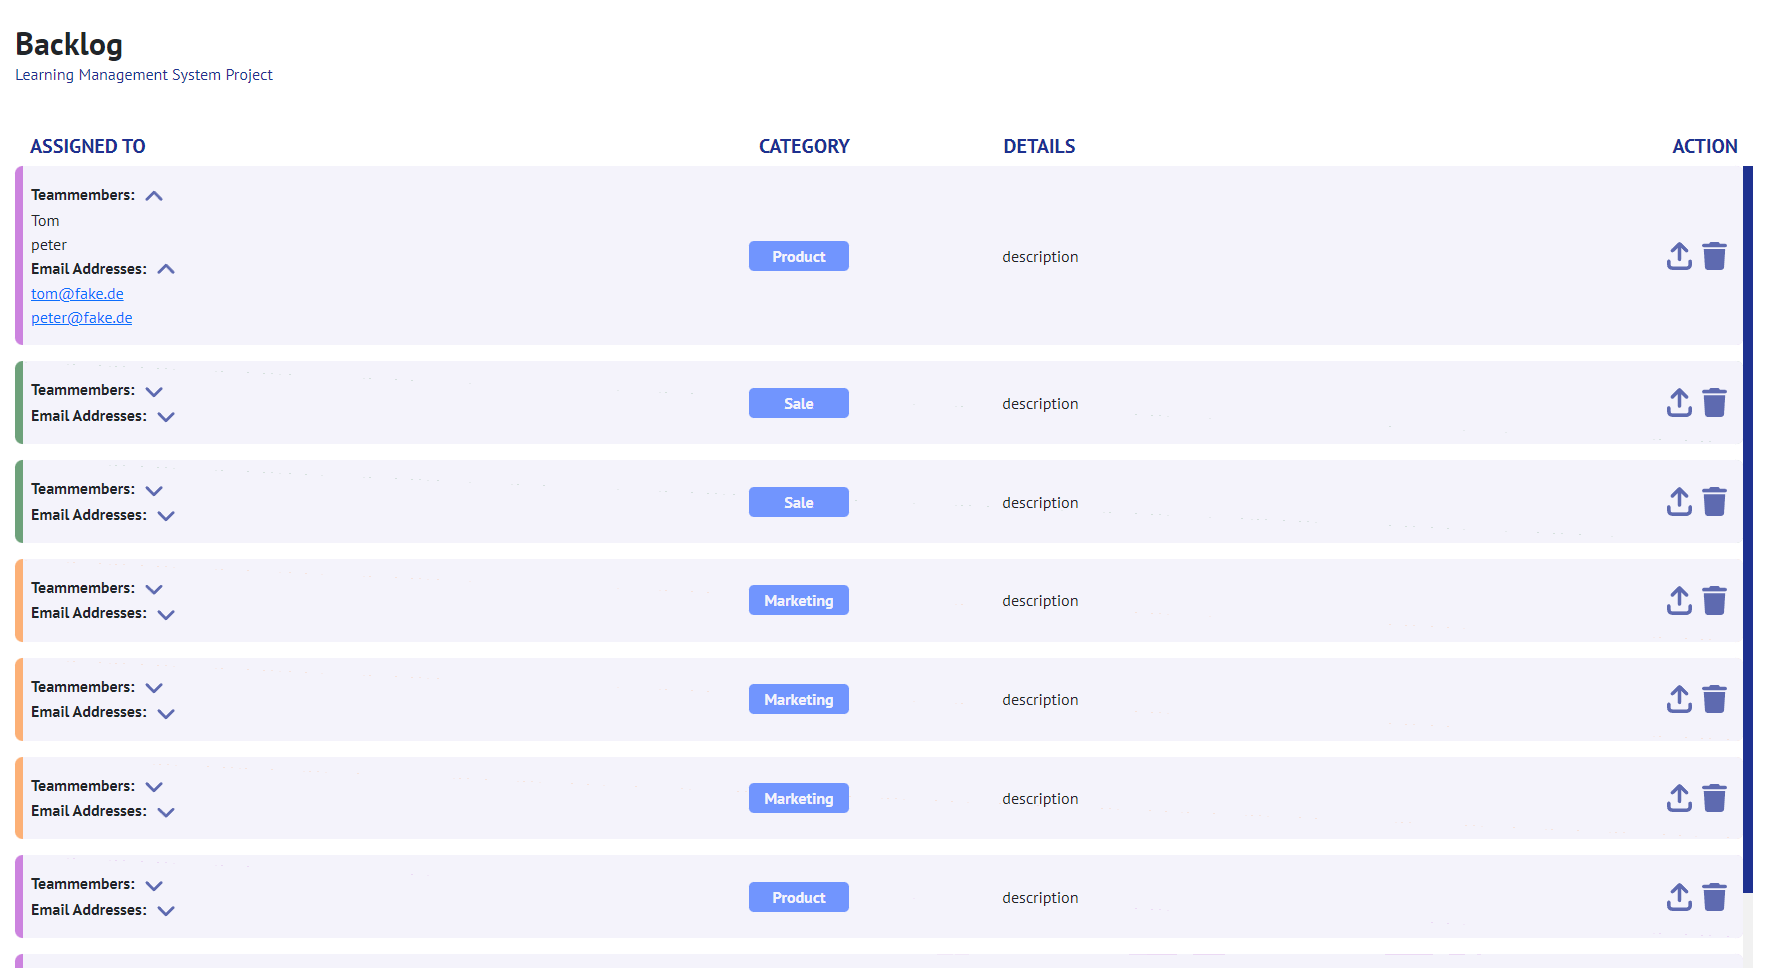 Backlog
Learning Management System Project
ASSIGNED TO CATEGORY DETAILS ACTION
Teammembers:
Tom
peter
Email Addresses:
tom@fake.de
peter@fake.de
Product
description
Teammembers:
Email Addresses:
Sale
description
Teammembers:
Email Addresses:
Sale
description
Teammembers:
Email Addresses:
Marketing
description
Teammembers:
Email Addresses:
Marketing
description
Teammembers:
Email Addresses:
Marketing
description
Teammembers:
Email Addresses:
Product
description